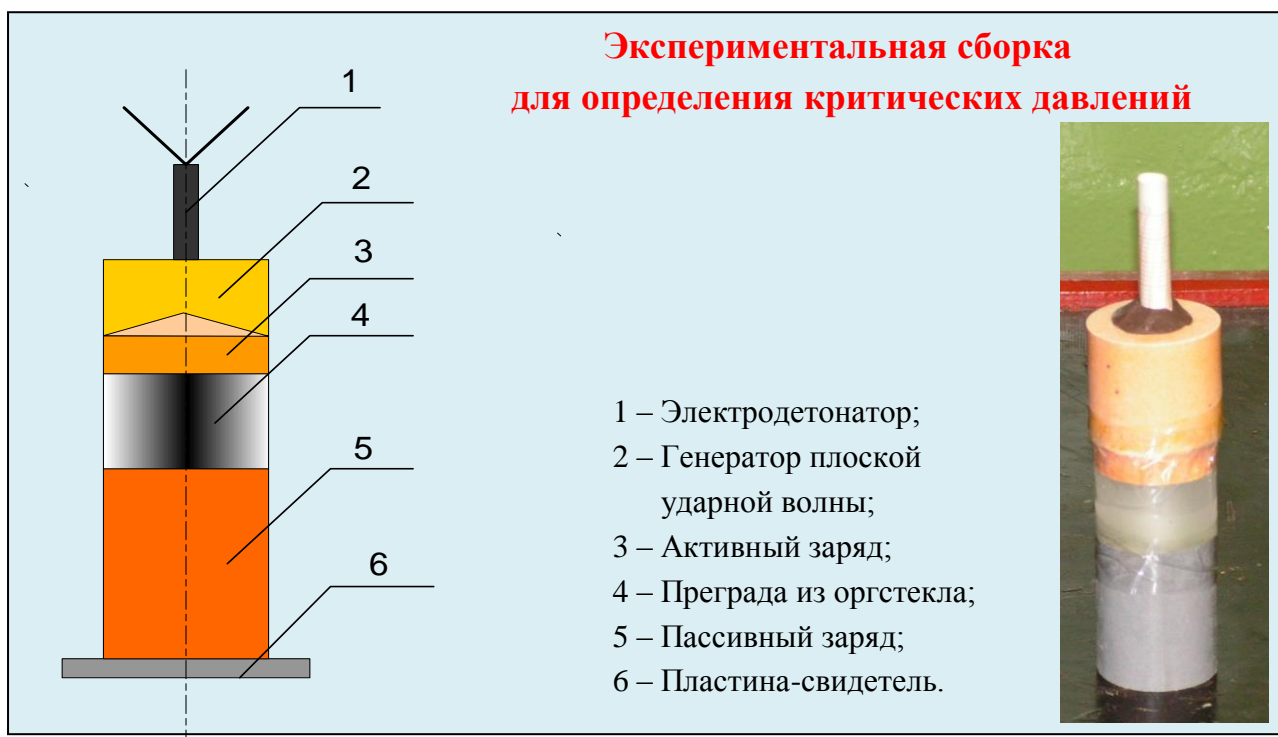 Экспериментальная сборка
для определения критических давлений
1
2
3
4
5
6
1 – Электродетонатор;
2 – Генератор плоской
ударной волны;
3 – Активный заряд;
4 – Преграда из оргстекла;
5 – Пассивный заряд;
6 – Пластина-свидетель.